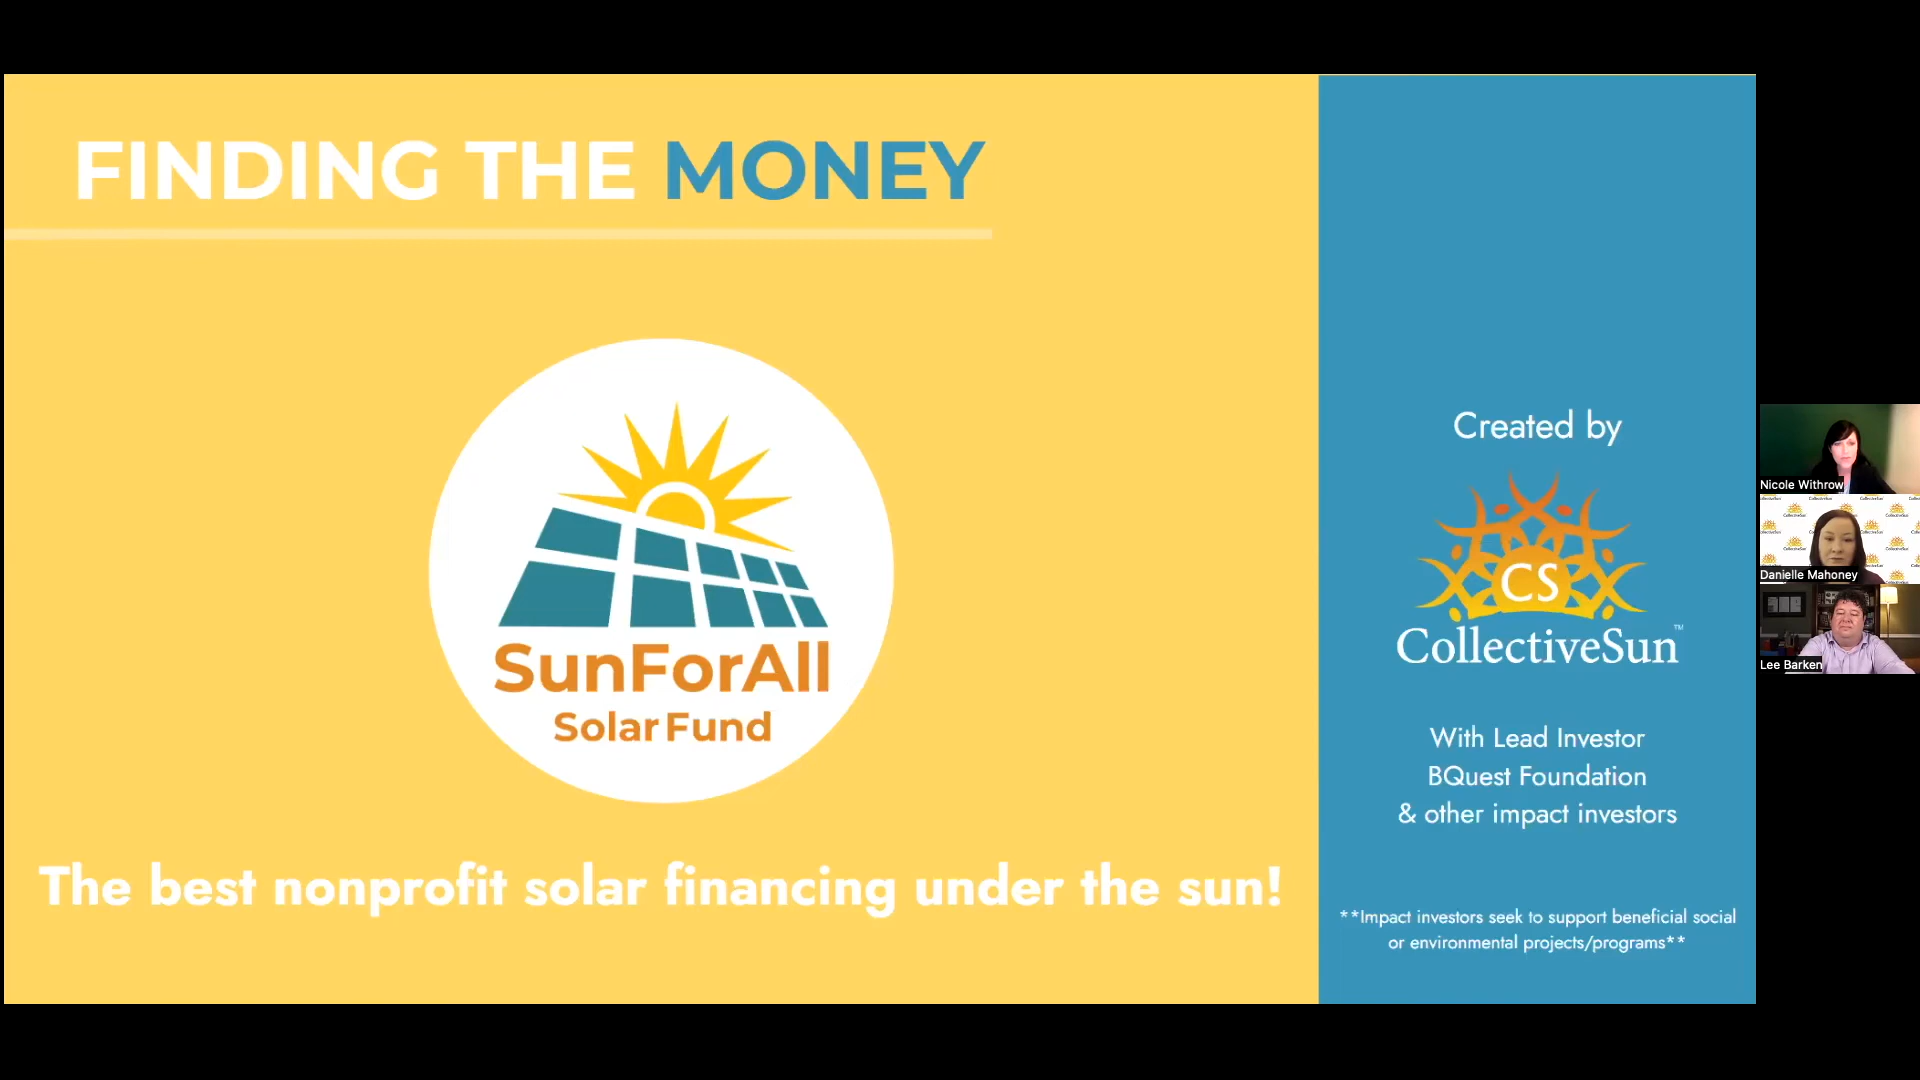 FINDING THE MONEY
SunForAll
Solar Fund
The best nonprofit solar financing under the sun!
Created by
CS
CollectiveSun™
With Lead Investor
BQuest Foundation
& other impact investors
**Impact investors seek to support beneficial social
or environmental projects/programs**
Nicole Withrow
CollectiveSun
Danielle Mahoney
Lee Barken